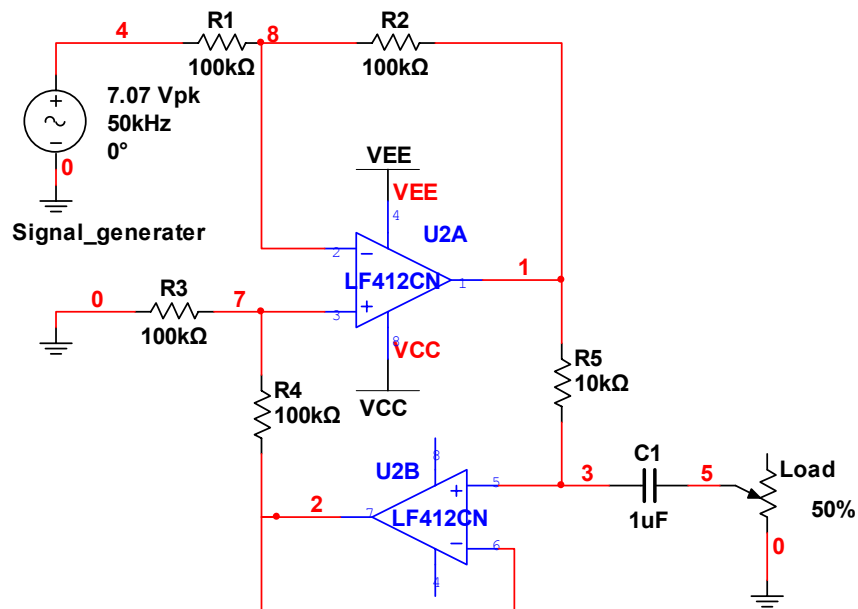 4
R1
100kΩ
8
R2
100kΩ
7.07 Vpk
50kHz
0°
0
Signal_generater
VEE
VEE
4
U2A
2
LF412CN
1
1
3
8
VCC
VCC
0
R3
7
100kΩ
R4
100kΩ
R5
10kΩ
U2B
8
LF412CN
5
6
7
4
2
3
C1
1uF
5
Load
50%
0